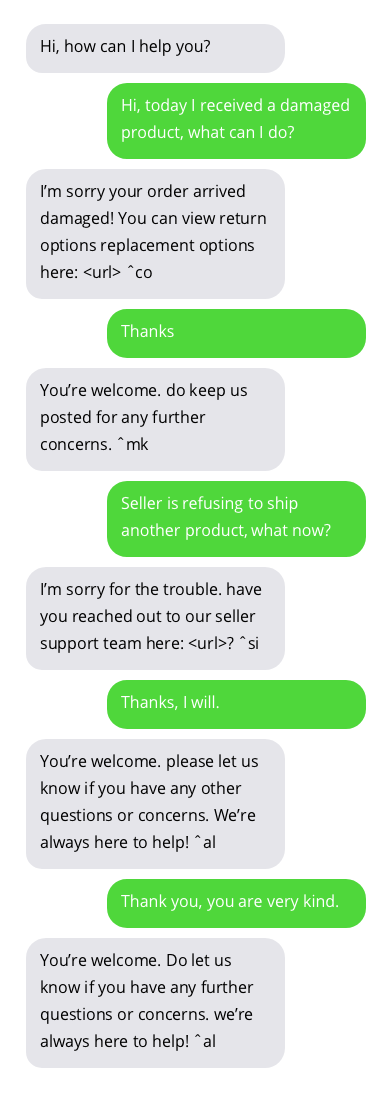 Hi, how can I help you?
Hi, today I received a damaged
product, what can I do?
I’m sorry your order arrived
damaged! You can view return
options replacement options
here: <url> ˆco
Thanks
You’re welcome. do keep us
posted for any further
concerns. ˆmk
Seller is refusing to ship
another product, what now?
I’m sorry for the trouble. have
you reached out to our seller
support team here: <url>? ˆsi
Thanks, I will.
You’re welcome. please let us
know if you have any other
questions or concerns. We’re
always here to help! ˆal
Thank you, you are very kind.
You’re welcome. Do let us
know if you have any further
questions or concerns. we’re
always here to help! ˆal